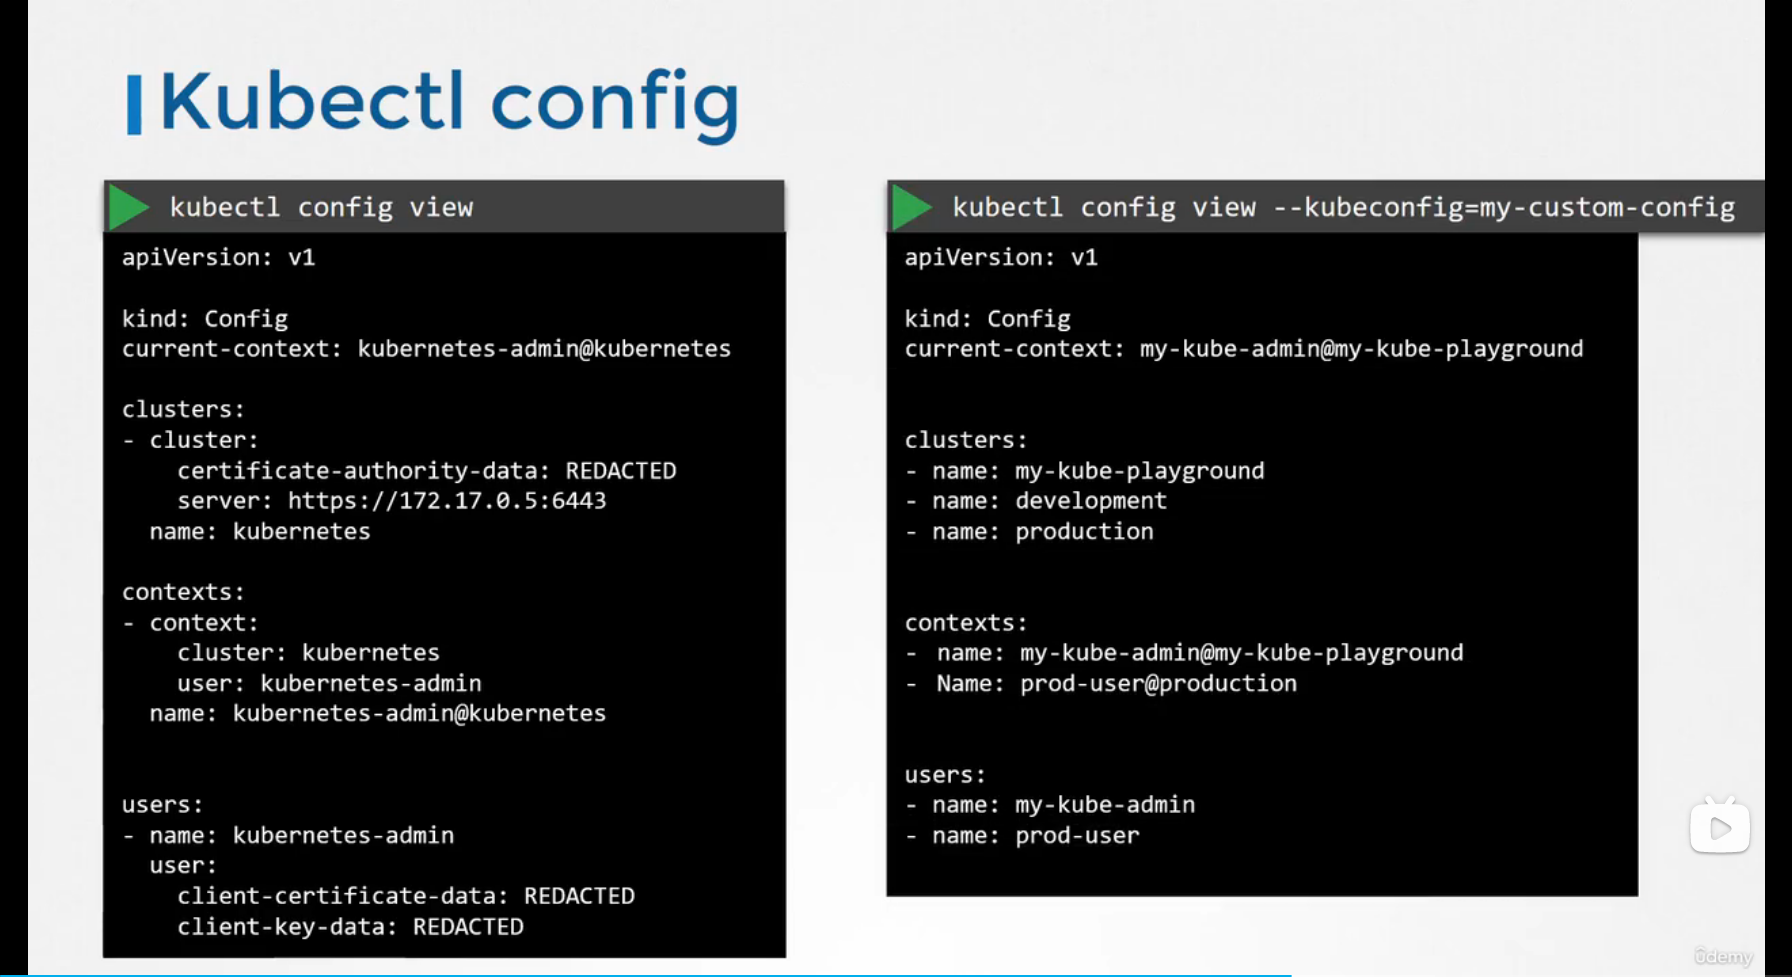 Kubectl config
kubectl config view
apiVersion: v1
kind: Config
current-context: kubernetes-admin@kubernetes
clusters:
- cluster:
    certificate-authority-data: REDACTED
    server: https://172.17.0.5:6443
  name: kubernetes
contexts:
- context:
    cluster: kubernetes
    user: kubernetes-admin
  name: kubernetes-admin@kubernetes
users:
- name: kubernetes-admin
  user:
    client-certificate-data: REDACTED
    client-key-data: REDACTED
kubectl config view --kubeconfig=my-custom-config
apiVersion: v1
kind: Config
current-context: my-kube-admin@my-kube-playground
clusters:
- name: my-kube-playground
- name: development
- name: production
contexts:
- name: my-kube-admin@my-kube-playground
- Name: prod-user@production
users:
- name: my-kube-admin
- name: prod-user
ûdemy